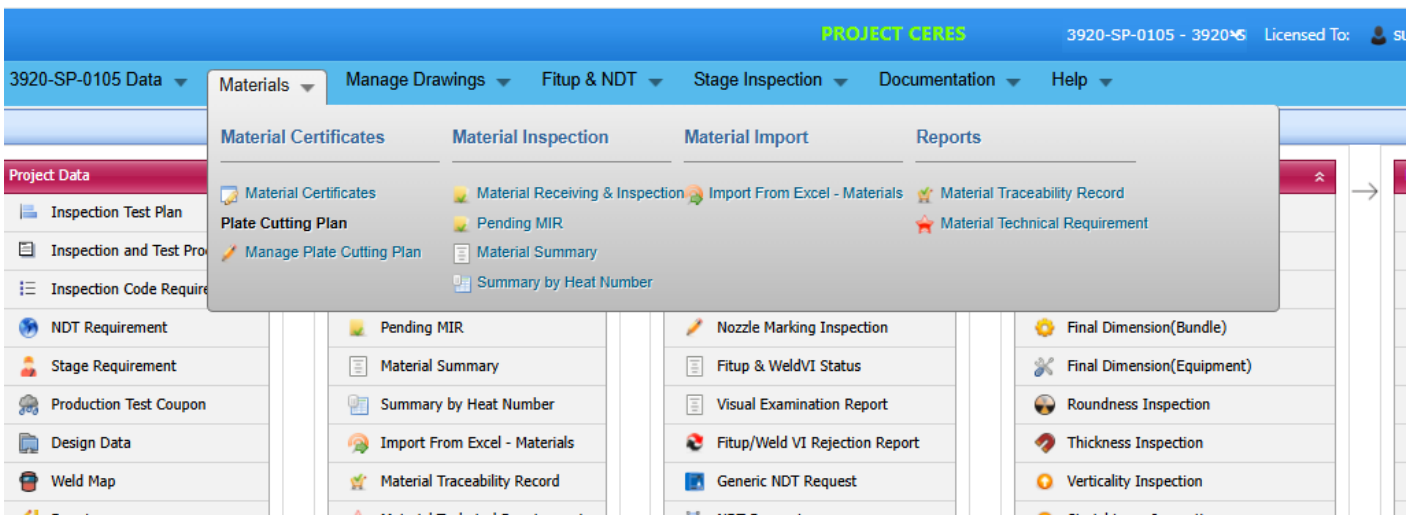 PROJECT CERES
3920-SP-0105 - 3920 Licensed To:
3920-SP-0105 Data Materials Manage Drawings Fitup & NDT Stage Inspection Documentation Help
Material Certificates Material Inspection Material Import Reports
Material Certificates Material Receiving & Inspection Import From Excel - Materials Material Traceability Record
Plate Cutting Plan Pending MIR Material Technical Requirement
Manage Plate Cutting Plan Material Summary
Summary by Heat Number
Project Data
Inspection Test Plan
Inspection and Test Pro
Inspection Code Require
NDT Requirement Pending MIR Nozzle Marking Inspection Final Dimension(Bundle)
Stage Requirement Material Summary Fitup & WeldVI Status Final Dimension(Equipment)
Production Test Coupon Summary by Heat Number Visual Examination Report Roundness Inspection
Design Data Import From Excel - Materials Fitup/Weld VI Rejection Report Thickness Inspection
Weld Map Material Traceability Record Generic NDT Request Verticality Inspection